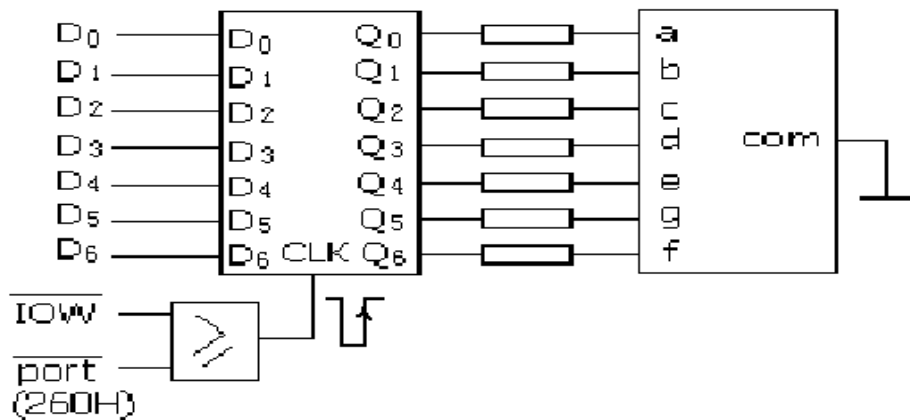 D0 D0 Q0 a
D1 D1 Q1 b
D2 D2 Q2 c
D3 D3 Q3 d com
D4 D4 Q4 e
D5 D5 Q5 g
D6 D6 CLK Q6 f
IOW
≥
port
(260H)